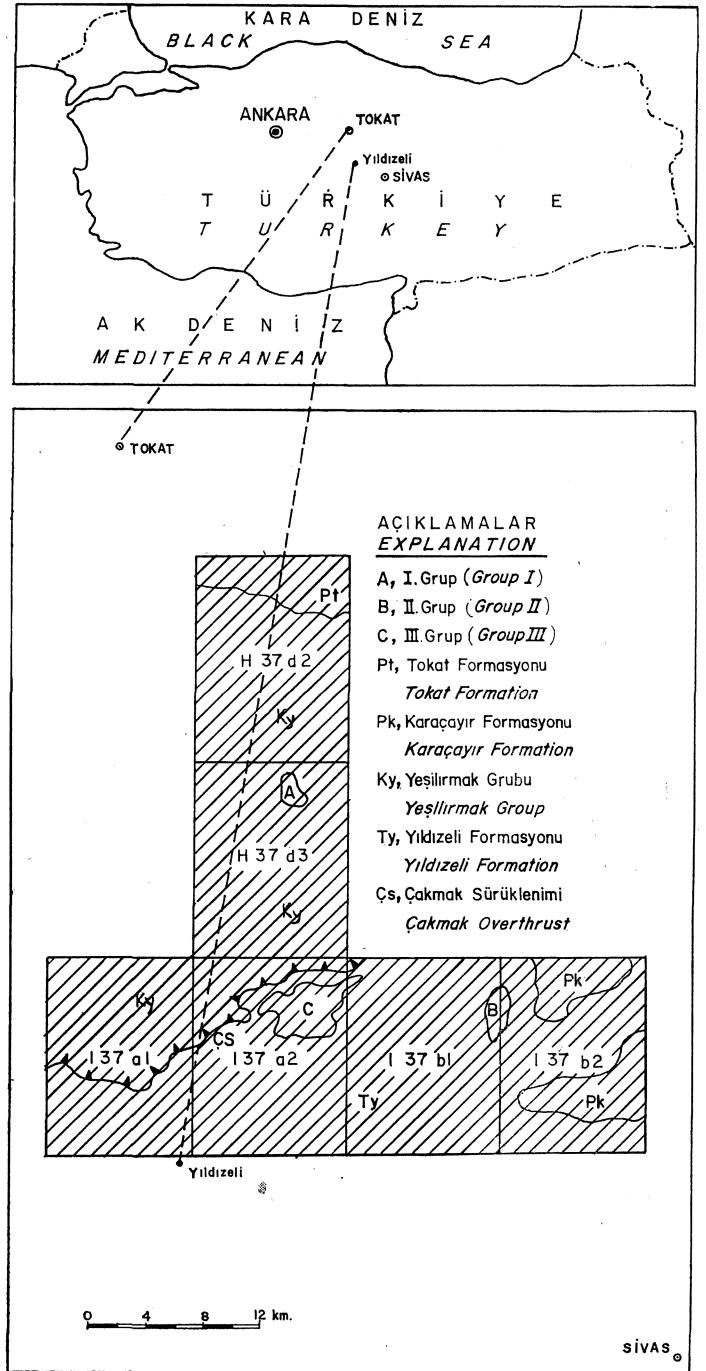 KARA DENİZ
BLACK SEA
ANKARA
TOKAT
Yıldızeli
SİVAS
TÜRKİYE
TURKEY
AK DENİZ
MEDITERRANEAN
TOKAT
AÇIKLAMALAR
EXPLANATION
A, I. Grup (Group I)
B, II. Grup (Group II)
C, III. Grup (Group III)
Pt, Tokat Formasyonu
Tokat Formation
Pk, Karaçayır Formasyonu
Karaçayır Formation
Ky, Yeşilırmak Grubu
Yeşilırmak Group
Ty, Yıldızeli Formasyonu
Yıldızeli Formation
Çs, Çakmak Sürüklenimi
Çakmak Overthrust
Pt
H 37 d2
Ky
A
H 37 d3
Ky
Ky
C
B
Pk
ÇS
I 37 a1
I 37 a2
I 37 b1
I 37 b2
Ty
Pk
Yıldızeli
0 4 8 12 km.
SİVAS